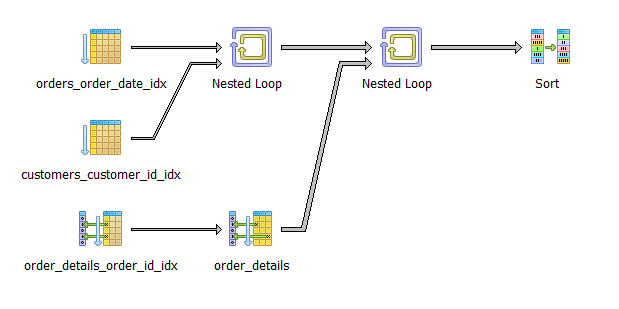 orders_order_date_idx
Nested Loop
Nested Loop
Sort
customers_customer_id_idx
order_details_order_id_idx
order_details